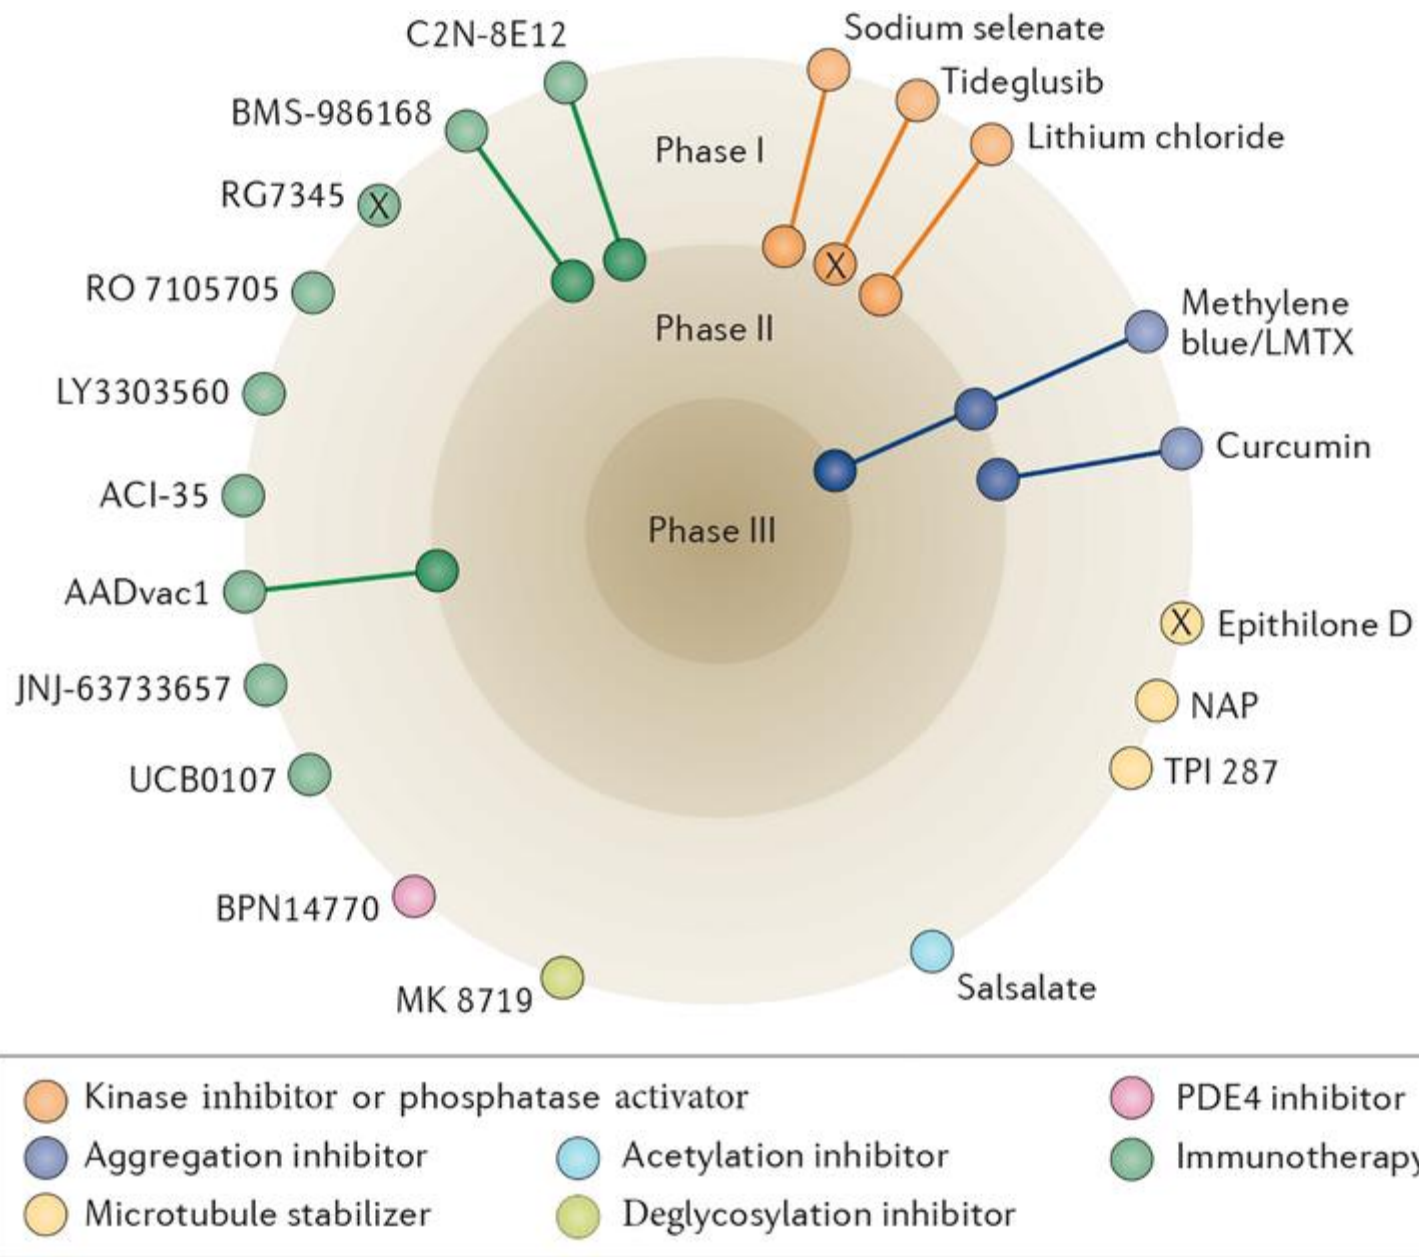 C2N-8E12
Sodium selenate
BMS-986168
Tideglusib
Phase I
Lithium chloride
RG7345
X
RO 7105705
X
Phase II
Methylene
blue/LMTX
LY3303560
Curcumin
ACI-35
Phase III
AADvac1
X
Epithilone D
JNJ-63733657
NAP
UCB0107
TPI 287
BPN14770
MK 8719
Salsalate
Kinase inhibitor or phosphatase activator
PDE4 inhibitor
Aggregation inhibitor
Acetylation inhibitor
Immunotherapy
Microtubule stabilizer
Deglycosylation inhibitor